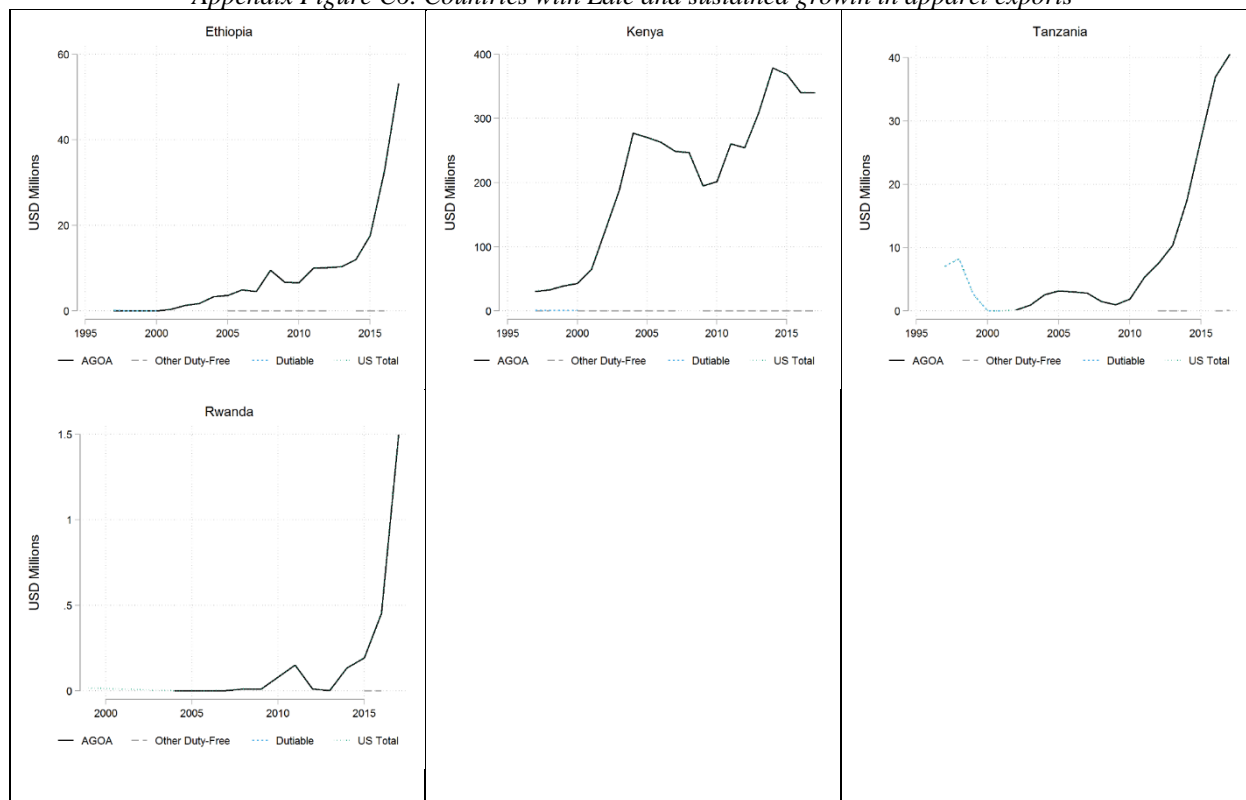 Appendix Figure C6: Countries with Late and sustained growth in apparel exports
Ethiopia
USD Millions
60
40
20
0
1995 2000 2005 2010 2015
AGOA Other Duty-Free Dutiable US Total
Kenya
USD Millions
400
300
200
100
0
1995 2000 2005 2010 2015
AGOA Other Duty-Free Dutiable US Total
Tanzania
USD Millions
40
30
20
10
0
1995 2000 2005 2010 2015
AGOA Other Duty-Free Dutiable US Total
Rwanda
USD Millions
1.5
1
.5
0
2000 2005 2010 2015
AGOA Other Duty-Free Dutiable US Total